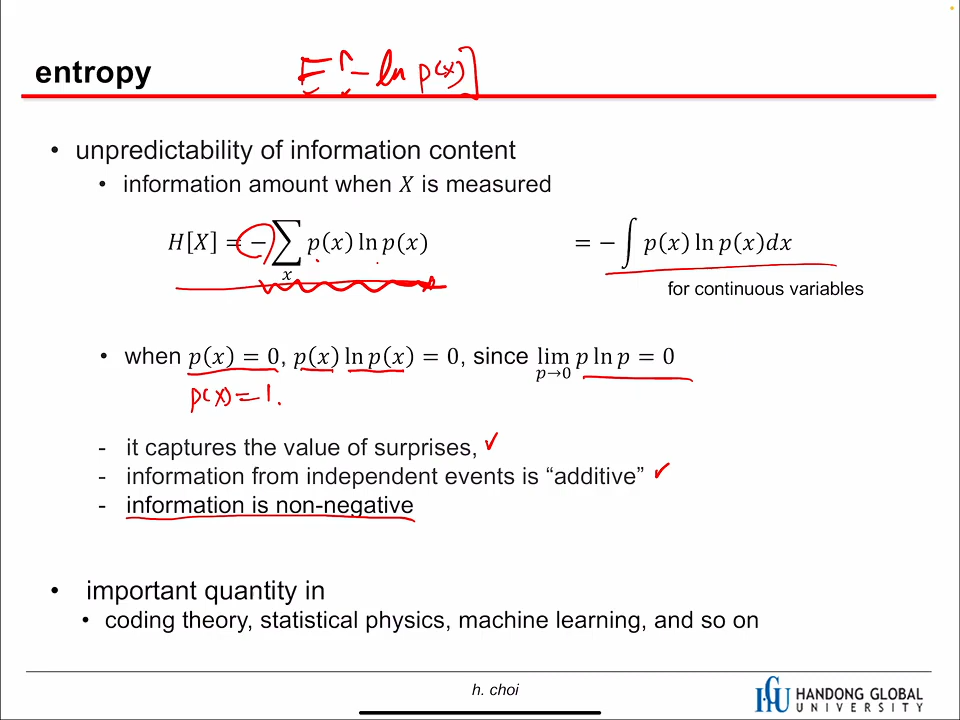 entropy E[- ln p(x)]
• unpredictability of information content
• information amount when X is measured
H[X] = − ∑ₓ p(x) ln p(x) = − ∫ p(x) ln p(x)dx
for continuous variables
• when p(x) = 0, p(x) ln p(x) = 0, since lim_{p→0} p ln p = 0
p(x) = 1.
- it captures the value of surprises, ✓
- information from independent events is “additive” ✓
- information is non-negative
• important quantity in
• coding theory, statistical physics, machine learning, and so on
h. choi
HGU HANDONG GLOBAL
UNIVERSITY